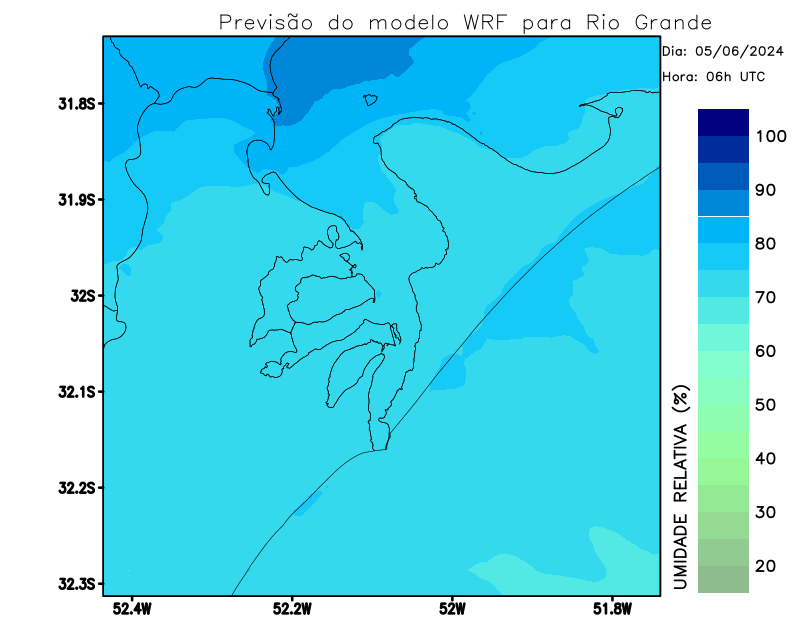 Previsão do modelo WRF para Rio Grande
Dia: 05/06/2024
Hora: 06h UTC
31.8S
31.9S
32S
32.1S
32.2S
32.3S
52.4W
52.2W
52W
51.8W
100
90
80
70
60
50
40
30
20
UMIDADE RELATIVA (%)